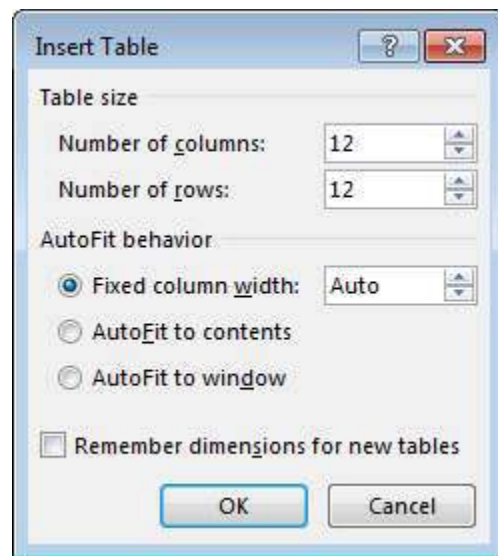 Insert Table
Table size
Number of columns: 12
Number of rows: 12
AutoFit behavior
Fixed column width: Auto
AutoFit to contents
AutoFit to window
Remember dimensions for new tables
OK Cancel